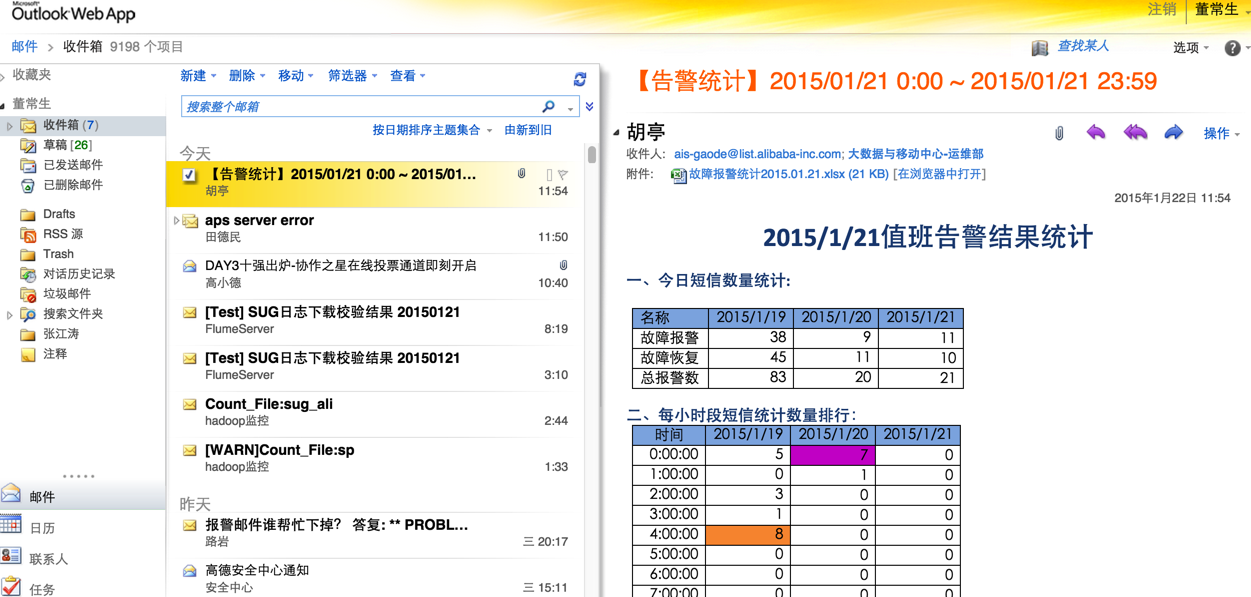 Microsoft®
Outlook Web App
注销 董常生
邮件 > 收件箱 9198 个项目
查找某人 选项
收藏夹
董常生
收件箱 (7)
草稿 [26]
已发送邮件
已删除邮件
Drafts
RSS 源
Trash
对话历史记录
垃圾邮件
搜索文件夹
张江涛
注释
邮件
日历
联系人
任务
新建 删除 移动 筛选器 查看
搜索整个邮箱
按日期排序主题集合 由新到旧
今天
【告警统计】2015/01/21 0:00 ~ 2015/01...
胡亭 11:54
aps server error
田德民 11:50
DAY3十强出炉-协作之星在线投票通道即刻开启
高小德 10:40
[Test] SUG日志下载校验结果 20150121
FlumeServer 8:19
[Test] SUG日志下载校验结果 20150121
FlumeServer 3:10
Count_File:sug_ali
hadoop监控 2:44
[WARN]Count_File:sp
hadoop监控 1:33
昨天
报警邮件谁帮忙下掉？ 答复: ** PROBL...
路岩 三 20:17
高德安全中心通知
安全中心 三 15:11
【告警统计】2015/01/21 0:00 ~ 2015/01/21 23:59
胡亭 操作
收件人: ais-gaode@list.alibaba-inc.com; 大数据与移动中心-运维部
附件: 故障报警统计2015.01.21.xlsx (21 KB) [在浏览器中打开]
2015年1月22日 11:54
2015/1/21值班告警结果统计
一、今日短信数量统计:
名称 2015/1/19 2015/1/20 2015/1/21
故障报警 38 9 11
故障恢复 45 11 10
总报警数 83 20 21
二、每小时段短信统计数量排行：
时间 2015/1/19 2015/1/20 2015/1/21
0:00:00 5 7 0
1:00:00 0 1 0
2:00:00 3 0 0
3:00:00 1 0 0
4:00:00 8 0 0
5:00:00 0 0 0
6:00:00 0 0 0
7:00:00 0 0 0